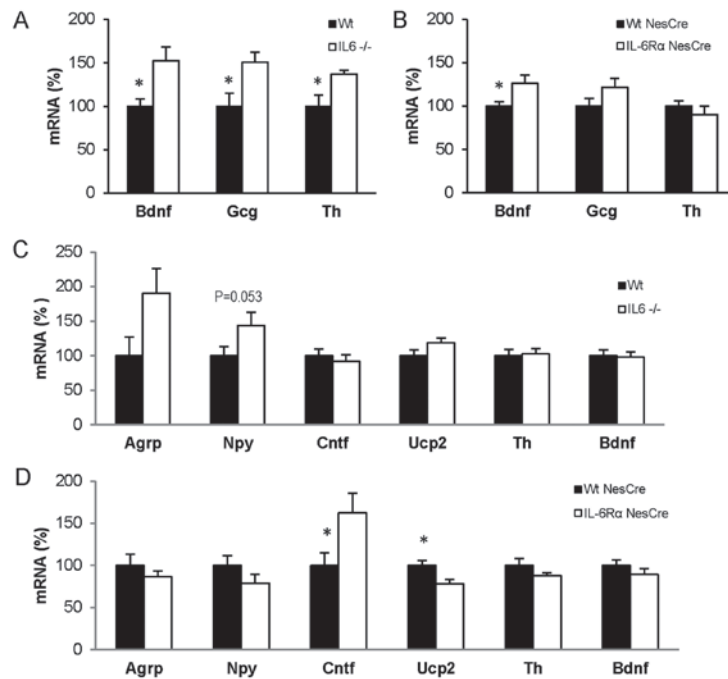 A
■ Wt
□ IL6 -/-
mRNA (%)
200
150
100
50
0
*
*
*
Bdnf Gcg Th
B
■ Wt NesCre
□ IL-6Rα NesCre
mRNA (%)
200
150
100
50
0
*
Bdnf Gcg Th
C
■ Wt
□ IL6 -/-
mRNA (% )
250
200
150
100
50
0
P=0.053
Agrp Npy Cntf Ucp2 Th Bdnf
D
■ Wt NesCre
□ IL-6Rα NesCre
mRNA (%)
200
150
100
50
0
*
*
Agrp Npy Cntf Ucp2 Th Bdnf